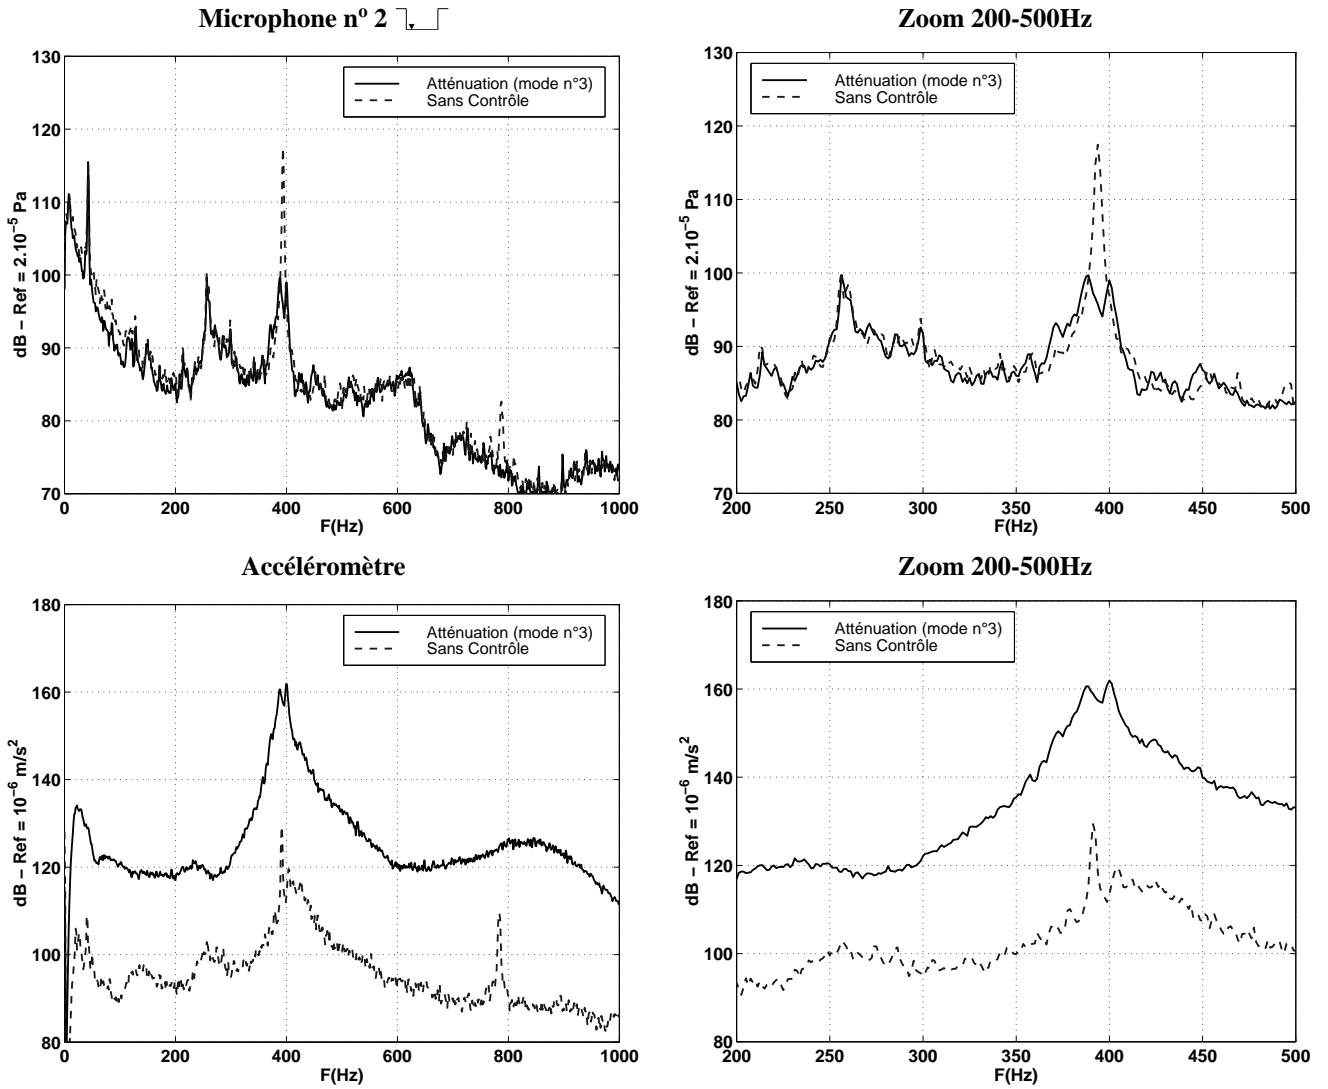 Microphone nº 2
Zoom 200-500Hz
130
120
110
100
90
80
70
dB – Ref = 2.10⁻⁵ Pa
Atténuation (mode n°3)
Sans Contrôle
0 200 400 600 800 1000
F(Hz)
130
120
110
100
90
80
70
dB – Ref = 2.10⁻⁵ Pa
Atténuation (mode n°3)
Sans Contrôle
200 250 300 350 400 450 500
F(Hz)
Accéléromètre
Zoom 200-500Hz
180
160
140
120
100
80
dB – Ref = 10⁻⁶ m/s²
Atténuation (mode n°3)
Sans Contrôle
0 200 400 600 800 1000
F(Hz)
180
160
140
120
100
80
dB – Ref = 10⁻⁶ m/s²
Atténuation (mode n°3)
Sans Contrôle
200 250 300 350 400 450 500
F(Hz)